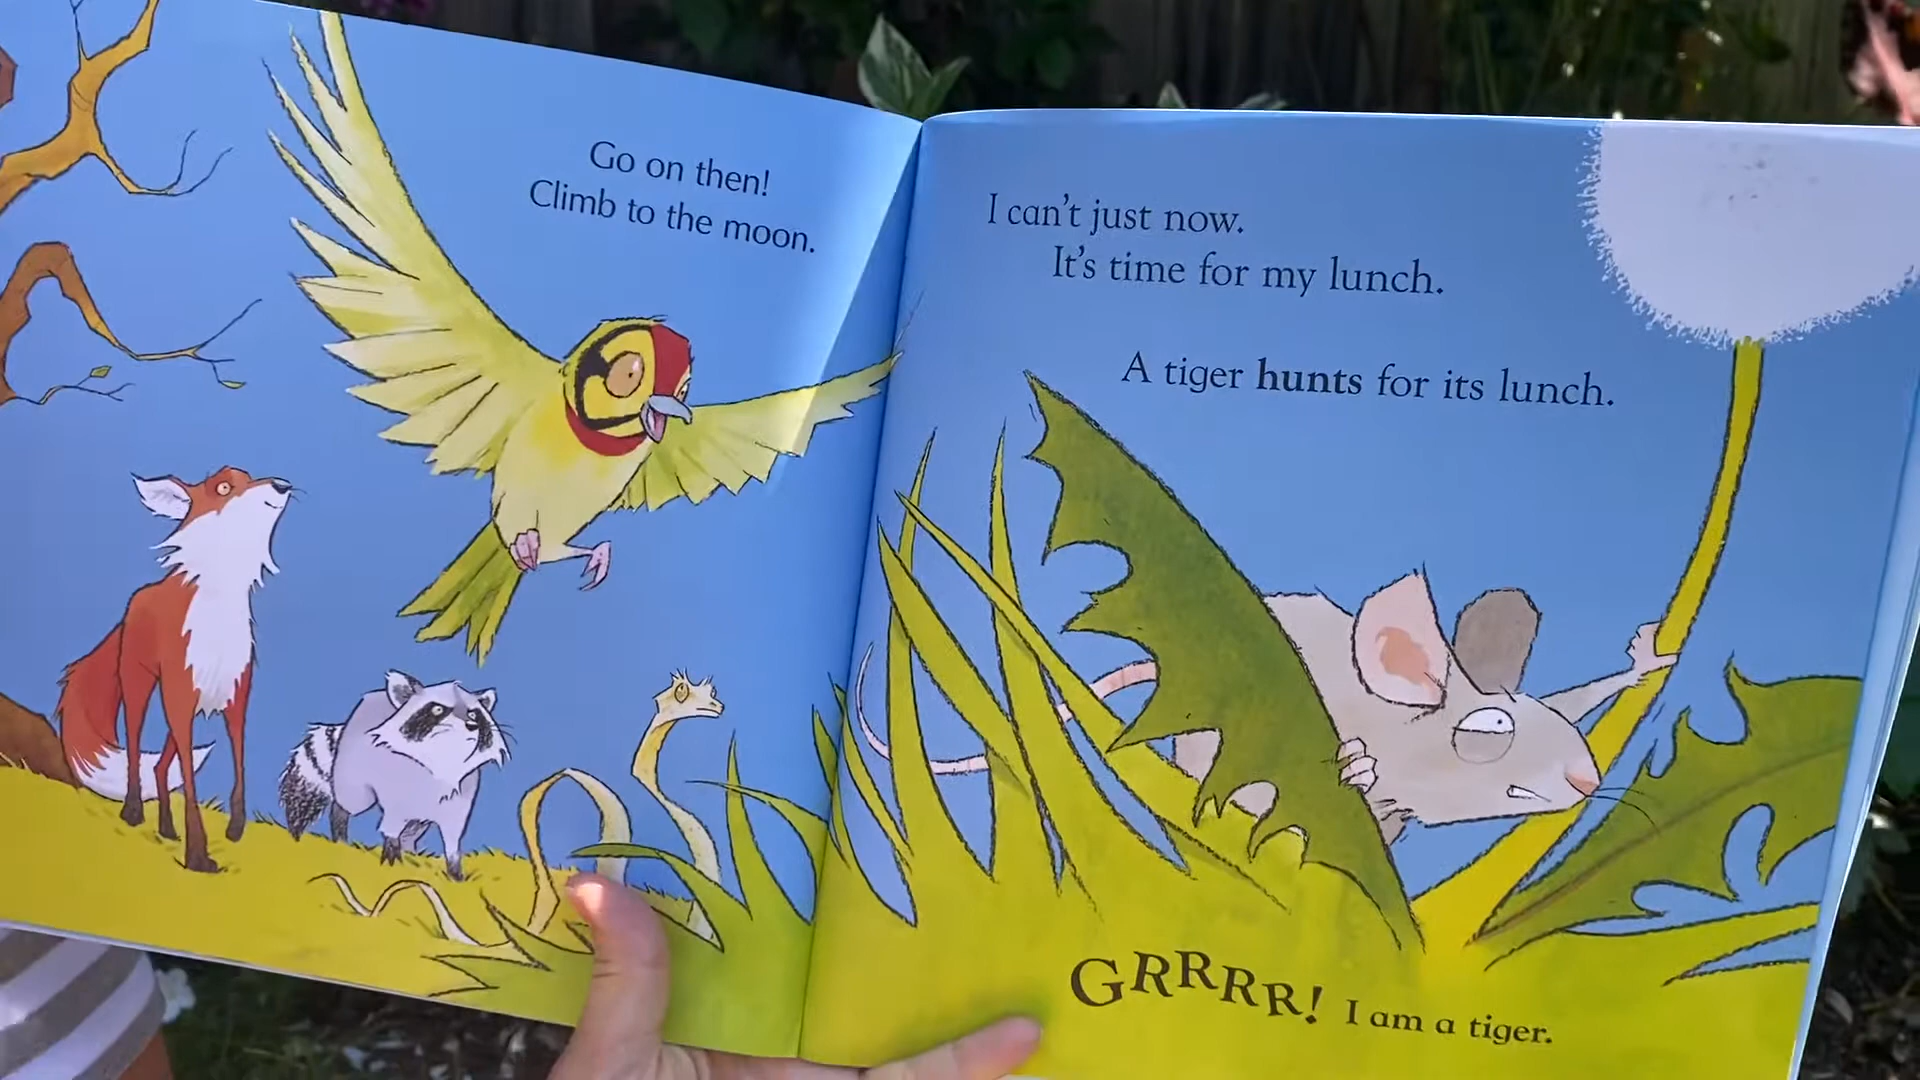 Go on then!
Climb to the moon.
I can't just now.
It's time for my lunch.
A tiger hunts for its lunch.
GRRRR! I am a tiger.